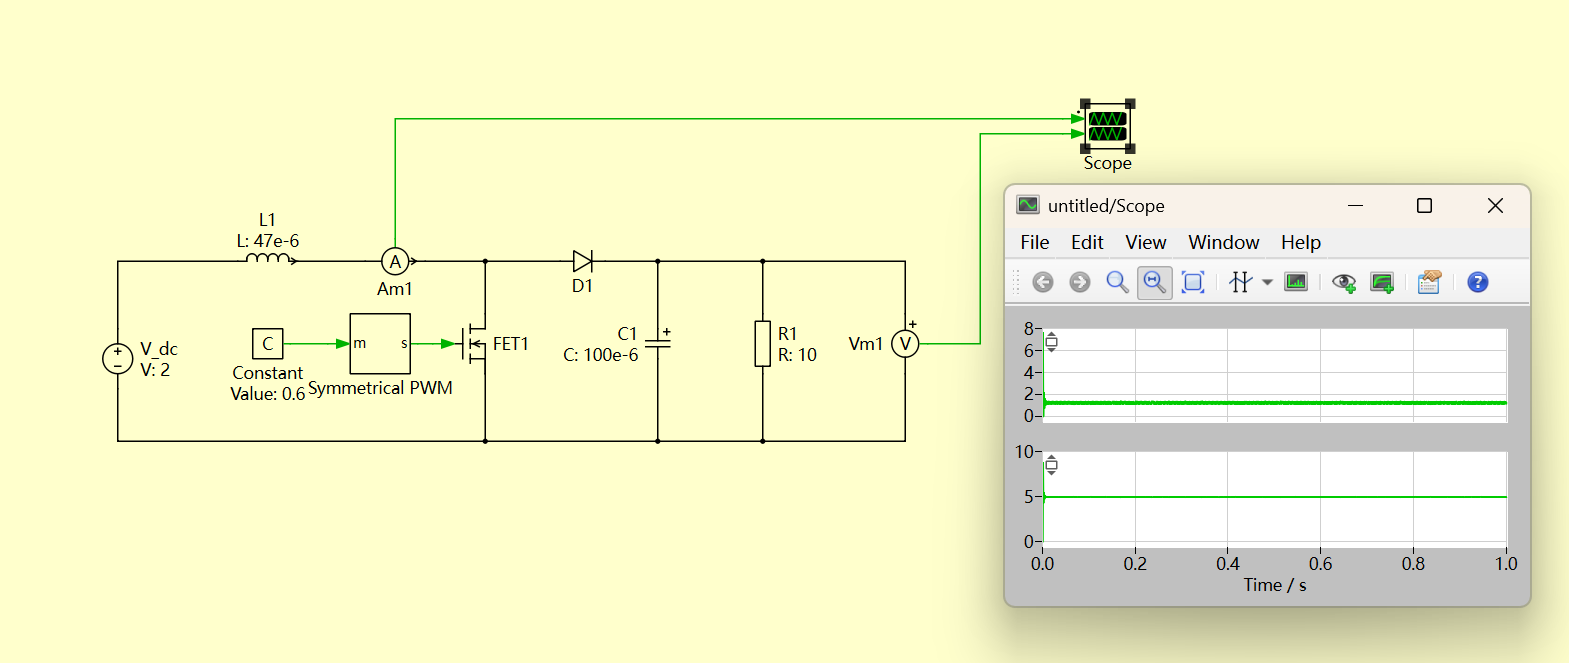 Scope
L1
L: 47e-6
A
Am1
D1
V_dc
V: 2
C
Constant
Value: 0.6
m
s
Symmetrical PWM
FET1
C1
C: 100e-6
R1
R: 10
Vm1
V
untitled/Scope
File Edit View Window Help
8
6
4
2
0
10
5
0
0.0 0.2 0.4 0.6 0.8 1.0
Time / s